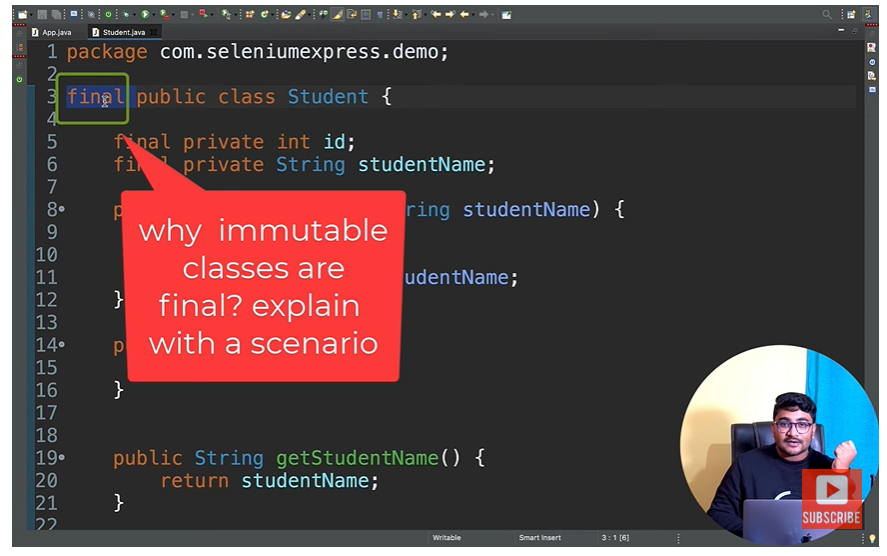 App.java Student.java
1 package com.seleniumexpress.demo;
2
3 final public class Student {
4
5 final private int id;
6 final private String studentName;
7
8 p ring studentName) {
9
10
11 udentName;
12 }
13
14 p
15
16 }
17
18
19 public String getStudentName() {
20 return studentName;
21 }
22
why immutable
classes are
final? explain
with a scenario
SUBSCRIBE
Writable Smart Insert 3 : 1 [6]